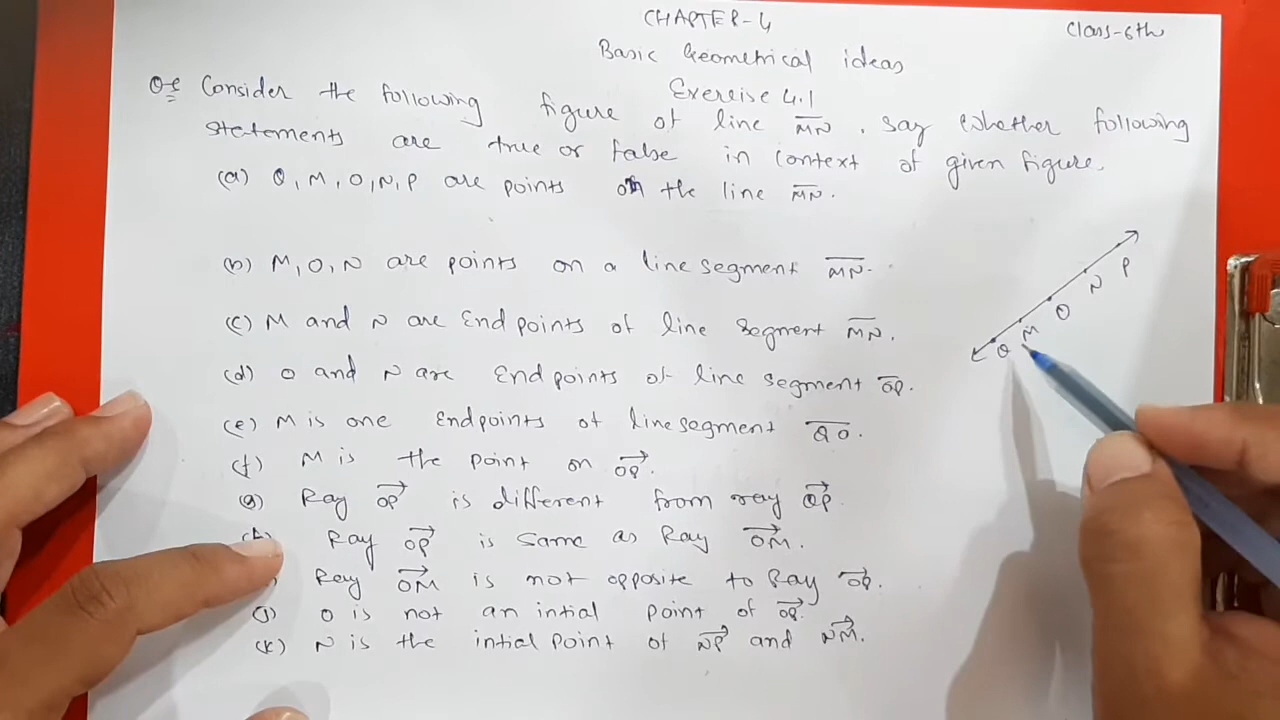 CHAPTER-4
Class-6th
Basic Geometrical ideas
Exercise 4.1
Consider the following figure of line MN. Say whether following
statements are true or false in context of given figure.
(a) Q, M, O, N, P are points on the line MN.
(b) M, O, N are points on a line segment MN.
(c) M and N are End points of line segment MN.
(d) O and N are End points of line segment OP.
(e) M is one Endpoints of line segment QO.
(f) M is the point on OP.
(g) Ray OP is different from ray QP.
Ray OP is same as Ray OM.
Ray OM is not opposite to Ray OP.
(j) O is not an intial point of OP.
(k) N is the intial point of NP and NM.
Q M O N P